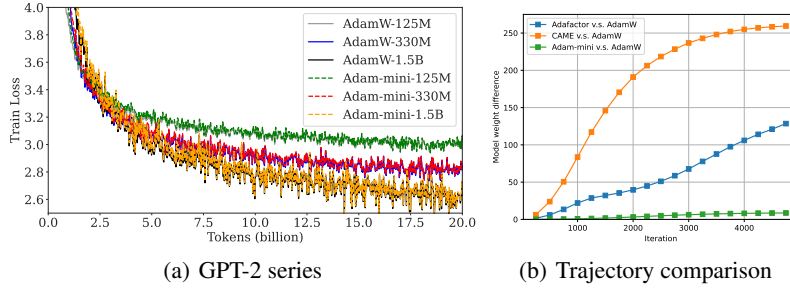 4.0
3.8
3.6
3.4
3.2
3.0
2.8
2.6
Train Loss
0.0 2.5 5.0 7.5 10.0 12.5 15.0 17.5 20.0
Tokens (billion)
AdamW-125M
AdamW-330M
AdamW-1.5B
Adam-mini-125M
Adam-mini-330M
Adam-mini-1.5B
(a) GPT-2 series
250
200
150
100
50
0
Model weight difference
1000 2000 3000 4000
Iteration
Adafactor v.s. AdamW
CAME v.s. AdamW
Adam-mini v.s. AdamW
(b) Trajectory comparison